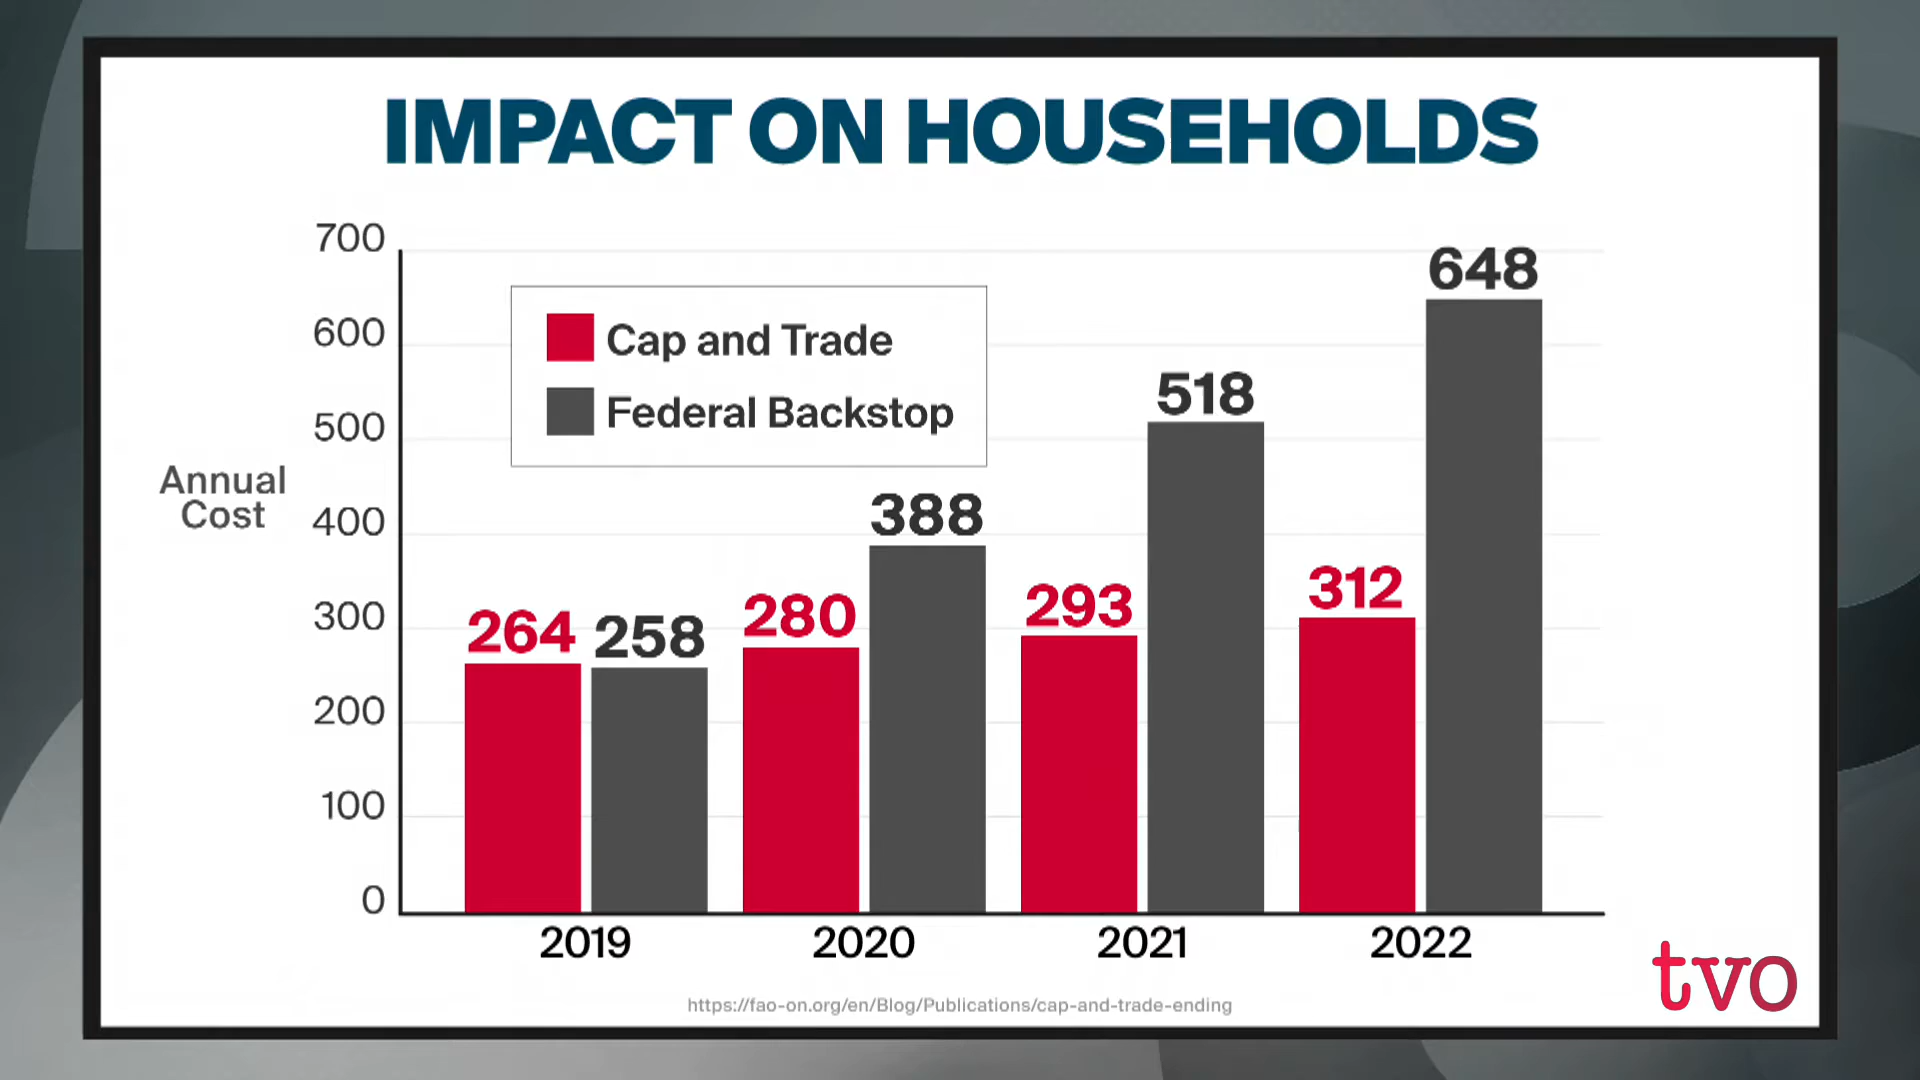 IMPACT ON HOUSEHOLDS
700
600
500
400
300
200
100
0
Annual
Cost
Cap and Trade
Federal Backstop
264
258
280
388
293
518
312
648
2019
2020
2021
2022
https://fao-on.org/en/Blog/Publications/cap-and-trade-ending
tvo